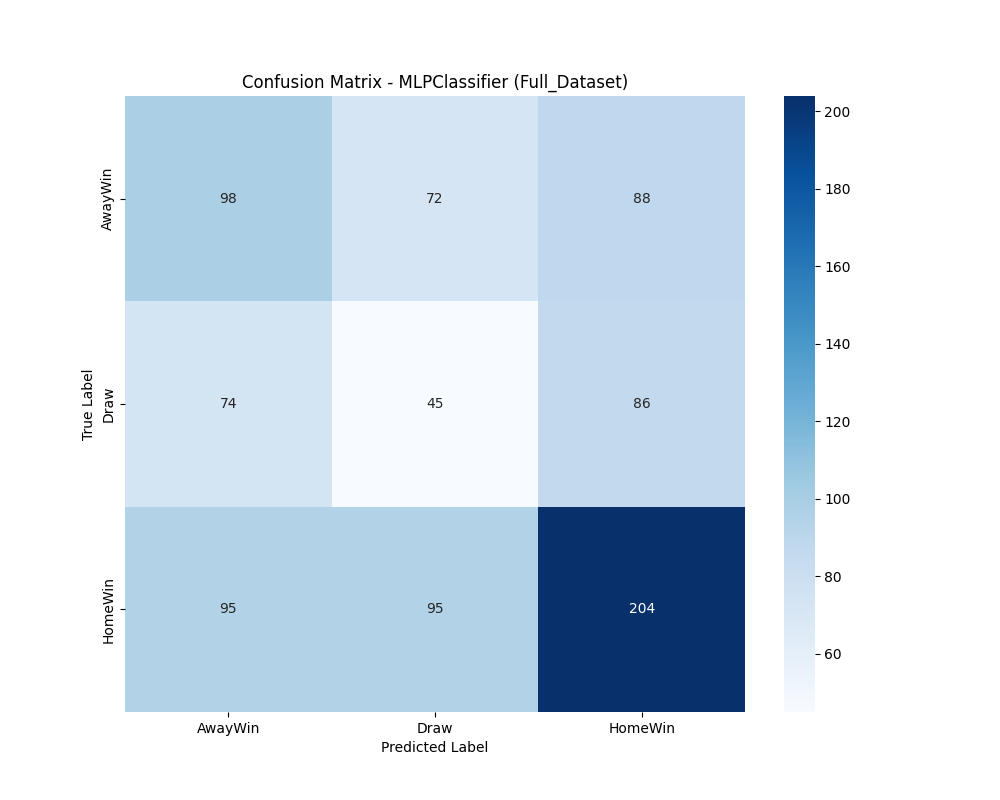 Confusion Matrix - MLPClassifier (Full_Dataset)
True Label
AwayWin
98 72 88
Draw
74 45 86
HomeWin
95 95 204
AwayWin Draw HomeWin
Predicted Label
200
180
160
140
120
100
80
60